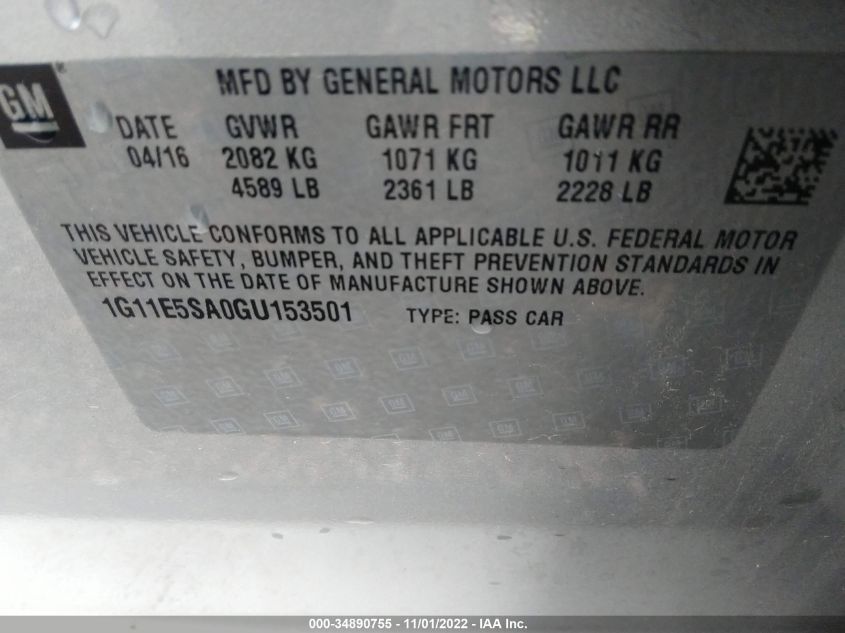 GM ®
MFD BY GENERAL MOTORS LLC
DATE GVWR GAWR FRT GAWR RR
04/16 2082 KG 1071 KG 1011 KG
4589 LB 2361 LB 2228 LB
THIS VEHICLE CONFORMS TO ALL APPLICABLE U.S. FEDERAL MOTOR
VEHICLE SAFETY, BUMPER, AND THEFT PREVENTION STANDARDS IN
EFFECT ON THE DATE OF MANUFACTURE SHOWN ABOVE.
1G11E5SA0GU153501 TYPE: PASS CAR
000-34890755 - 11/01/2022 - IAA Inc.